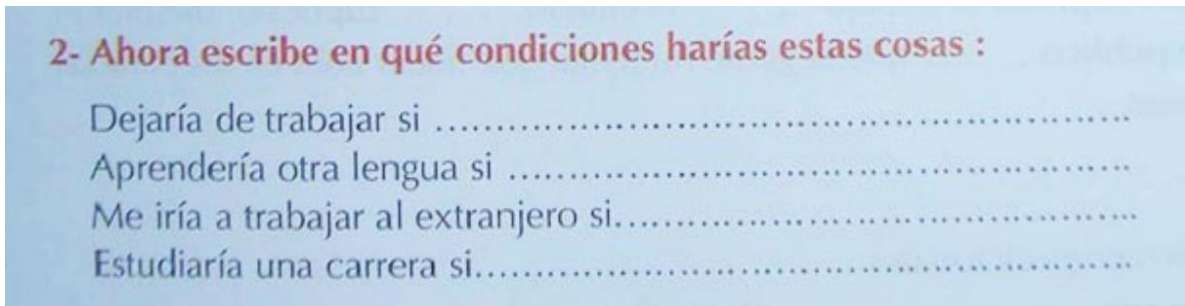 2- Ahora escribe en qué condiciones harías estas cosas :
Dejaría de trabajar si ................................................................
Aprendería otra lengua si ........................................................
Me iría a trabajar al extranjero si...............................................
Estudiaría una carrera si............................................................